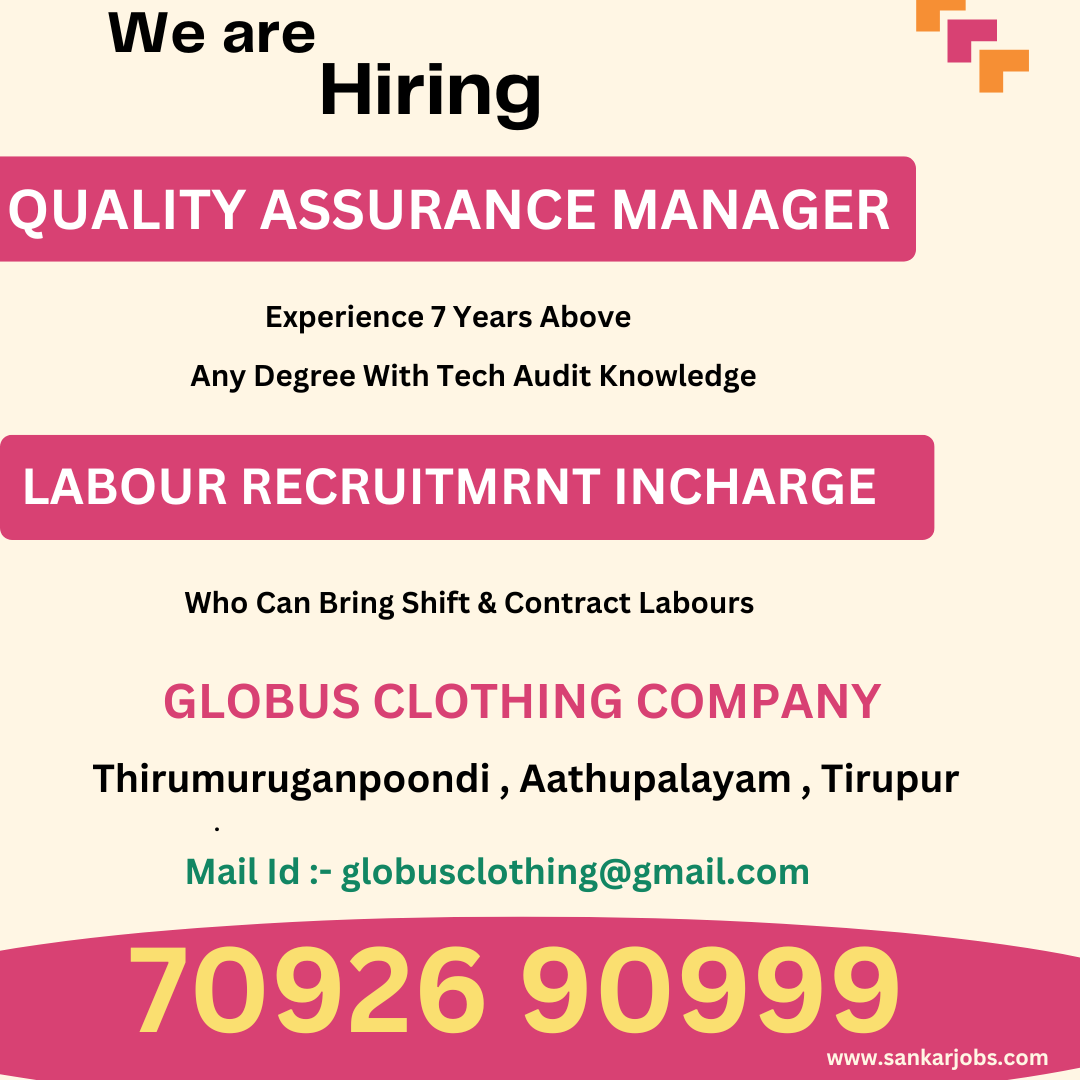 We are
Hiring
QUALITY ASSURANCE MANAGER
Experience 7 Years Above
Any Degree With Tech Audit Knowledge
LABOUR RECRUITMRNT INCHARGE
Who Can Bring Shift & Contract Labours
GLOBUS CLOTHING COMPANY
Thirumuruganpoondi , Aathupalayam , Tirupur
.
Mail Id :- globusclothing@gmail.com
70926 90999
www.sankarjobs.com